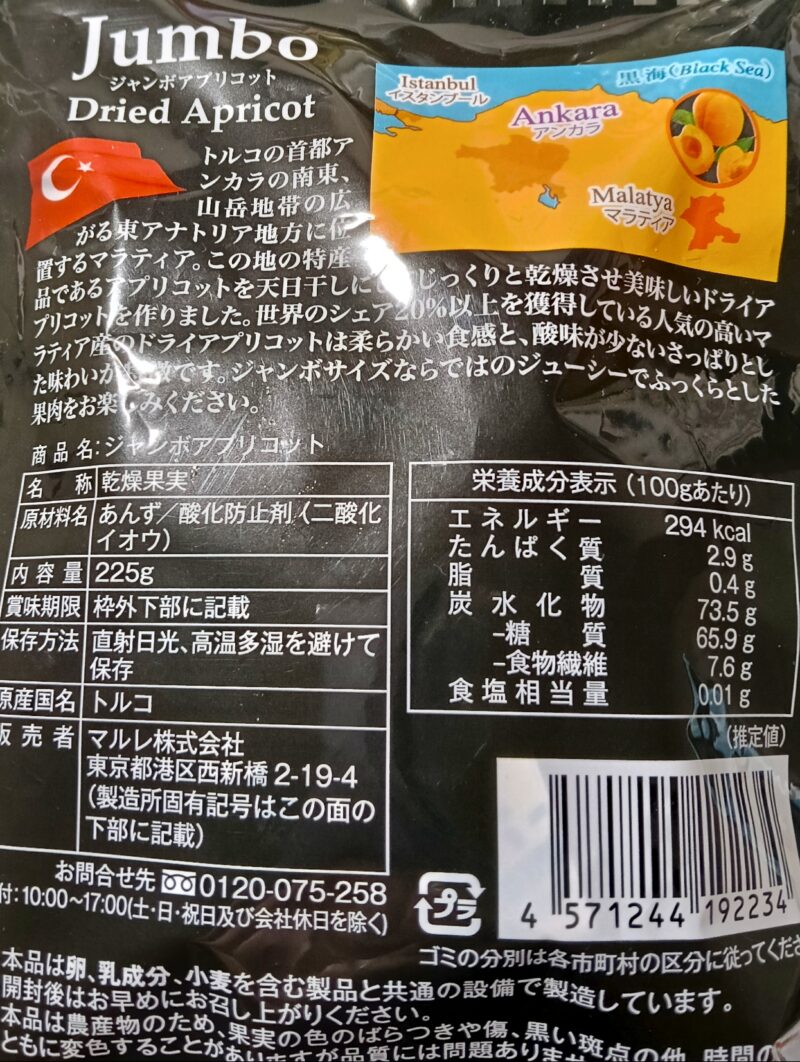 Jumbo
ジャンボアプリコット
Dried Apricot
Istanbul
イスタンブール
黒海(Black Sea)
Ankara
アンカラ
Malatya
マラティア
トルコの首都ア
ンカラの南東、
山岳地帯の広
がる東アナトリア地方に位
置するマラティア。この地の特産
品であるアプリコットを天日干しに じっくりと乾燥させ美味しいドライア
プリコットを作りました。世界のシェア20%以上を獲得している人気の高いマ
ラティア産のドライアプリコットは柔らかい食感と、酸味が少ないさっぱりとし
た味わいが特徴です。ジャンボサイズならではのジューシーでふっくらとした
果肉をお楽しみください。
商品名:ジャンボアプリコット
名称 乾燥果実
原材料名 あんず/酸化防止剤(二酸化
イオウ)
内容量 225g
賞味期限 枠外下部に記載
保存方法 直射日光、高温多湿を避けて
保存
原産国名 トルコ
販売者 マルレ株式会社
東京都港区西新橋2-19-4
(製造所固有記号はこの面の
下部に記載)
お問合せ先 0120-075-258
付:10:00~17:00(土・日・祝日及び会社休日を除く)
栄養成分表示(100gあたり)
エネルギー 294 kcal
たんぱく質 2.9 g
脂質 0.4 g
炭水化物 73.5 g
-糖質 65.9 g
-食物繊維 7.6 g
食塩相当量 0.01 g
(推定値)
プラ
4 571244 192234
ゴミの分別は各市町村の区分に従ってくださ
本品は卵、乳成分、小麦を含む製品と共通の設備で製造しています。
開封後はお早めにお召し上がりください。
本品は農産物のため、果実の色のばらつきや傷、黒い斑点の他、時間の
ともに変色することがありますが品質には問題ありませ